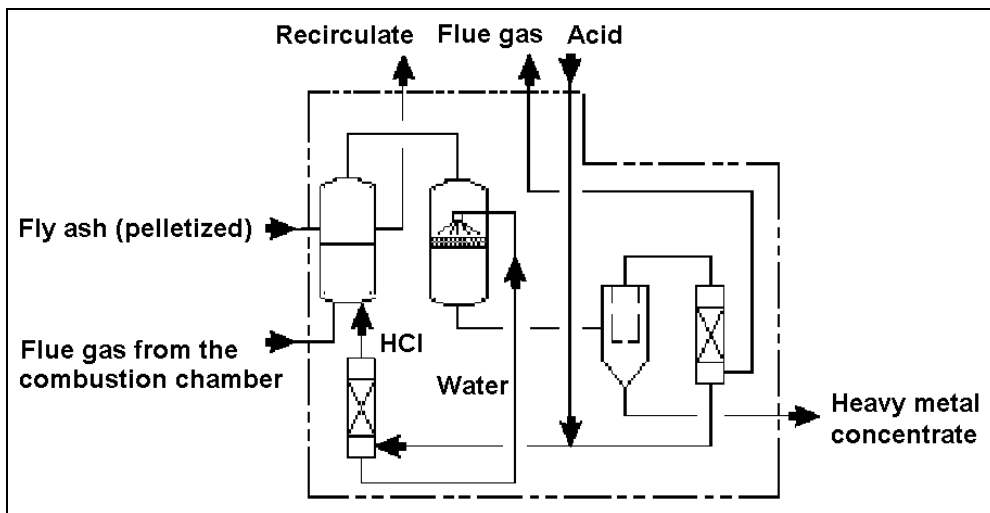 Recirculate
Flue gas
Acid
Fly ash (pelletized)
Flue gas from the
combustion chamber
HCl
Water
Heavy metal
concentrate